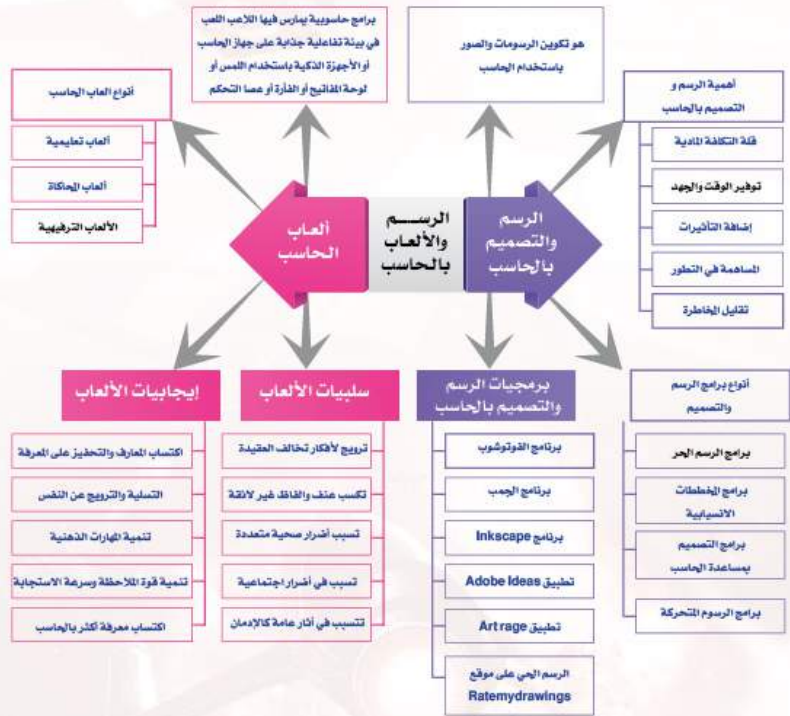 هو تكوين الرسومات والصور
باستخدام الحاسب
برامج حاسوبية يمارس فيها اللاعب اللعب
في بيئة تفاعلية جذابة على جهاز الحاسب
أو الأجهزة الذكية باستخدام اللمس أو
لوحة المفاتيح أو الفأرة أو عصا التحكم
أهمية الرسم و
التصميم بالحاسب
قلة التكلفة المادية
توفير الوقت والجهد
إضافة التأثيرات
المساهمة في التطور
تقليل المخاطرة
أنواع العاب الحاسب
ألعاب تعليمية
ألعاب المحاكاة
الألعاب الترفيهية
الرسم
والتصميم
بالحاسب
الرســـم
والألعاب
بالحاسب
ألعاب
الحاسب
أنواع برامج الرسم
والتصميم
برامج الرسم الحر
برامج المخططات
الانسيابية
برامج التصميم
بمساعدة الحاسب
برامج الرسوم المتحركة
برمجيات الرسم
والتصميم بالحاسب
برنامج الفوتوشوب
برنامج الجمب
برنامج Inkscape
تطبيق Adobe Ideas
تطبيق Art rage
الرسم الحي على موقع
Ratemydrawings
سلبيات الألعاب
ترويج لأفكار تخالف العقيدة
تكسب عنف والفاظ غير لائقة
تسبب أضرار صحية متعددة
تسبب في أضرار اجتماعية
تتسبب في أثار عامة كالإدمان
إيجابيات الألعاب
اكتساب المعارف والتحفيز على المعرفة
التسلية والترويح عن النفس
تنمية المهارات الذهنية
تنمية قوة الملاحظة وسرعة الاستجابة
اكتساب معرفة أكثر بالحاسب